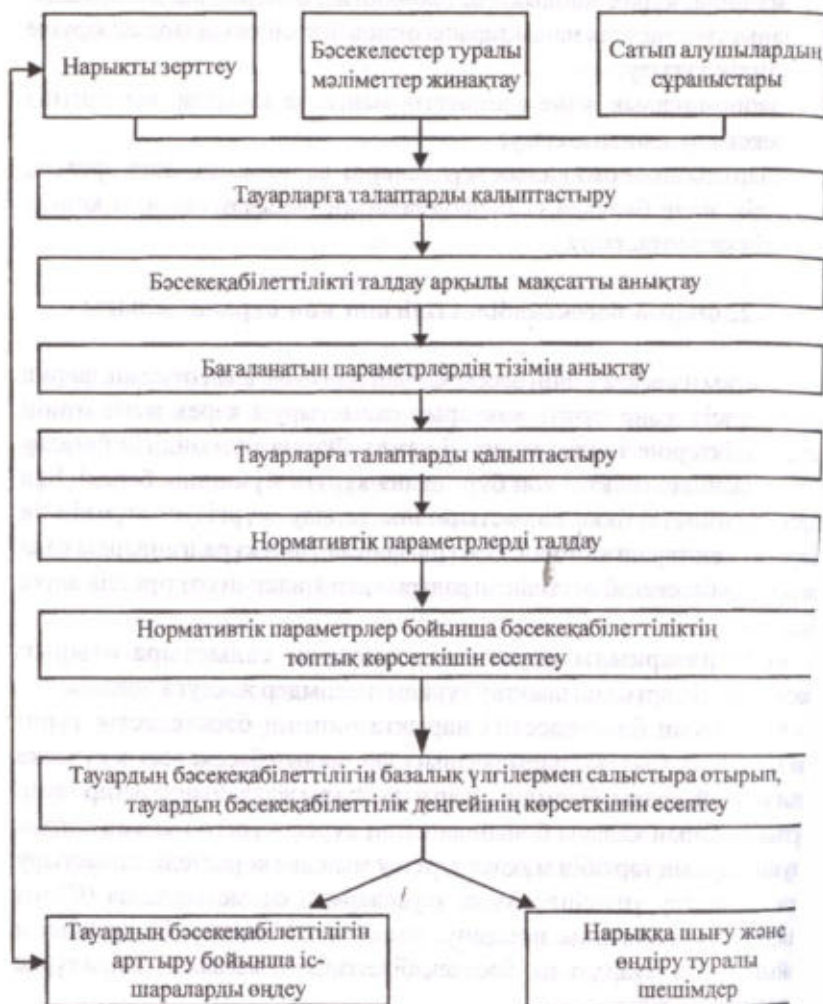 Нарықты зерттеу
Бәсекелестер туралы
мәліметтер жинақтау
Сатып алушылардың
сұраныстары
Тауарларға талаптарды қалыптастыру
Бәсекеқабілеттілікті талдау арқылы мақсатты анықтау
Бағаланатын параметрлердің тізімін анықтау
Тауарларға талаптарды қалыптастыру
Нормативтік параметрлерді талдау
Нормативтік параметрлер бойынша бәсекеқабілеттіліктің
топтық көрсеткішін есептеу
Тауардың бәсекеқабілеттілігін базалық үлгілермен салыстыра отырып,
тауардың бәсекеқабілеттілік деңгейінің көрсеткішін есептеу
Тауардың бәсекеқабілеттілігін
арттыру бойынша іс-
шараларды өңдеу
Нарыққа шығу және
өндіру туралы
шешімдер